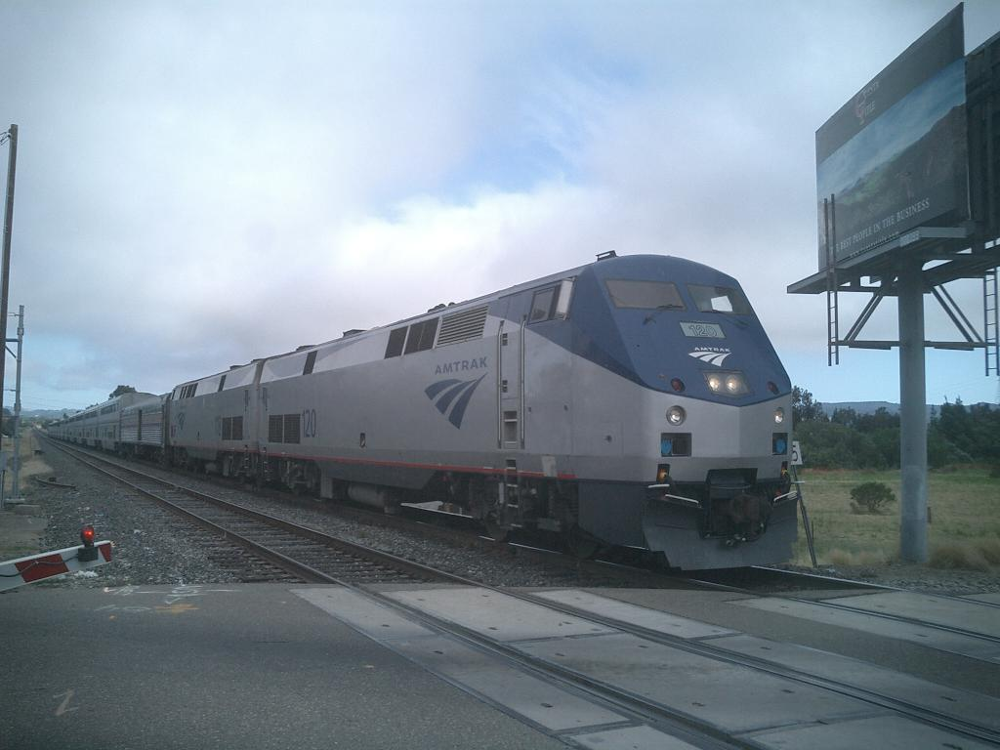 BEST PEOPLE IN THE BUSINESS
120
AMTRAK
AMTRAK
120